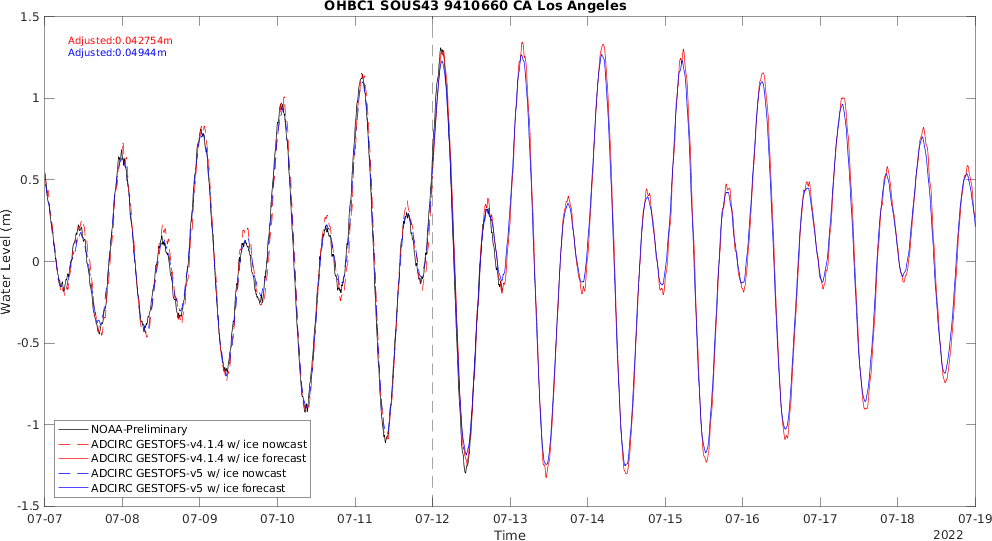 OHBC1 SOUS43 9410660 CA Los Angeles
Adjusted:0.042754m
Adjusted:0.04944m
1.5
1
0.5
0
-0.5
-1
-1.5
Water Level (m)
NOAA-Preliminary
ADCIRC GESTOFS-v4.1.4 w/ ice nowcast
ADCIRC GESTOFS-v4.1.4 w/ ice forecast
ADCIRC GESTOFS-v5 w/ ice nowcast
ADCIRC GESTOFS-v5 w/ ice forecast
07-07 07-08 07-09 07-10 07-11 07-12 07-13 07-14 07-15 07-16 07-17 07-18 07-19
Time
2022